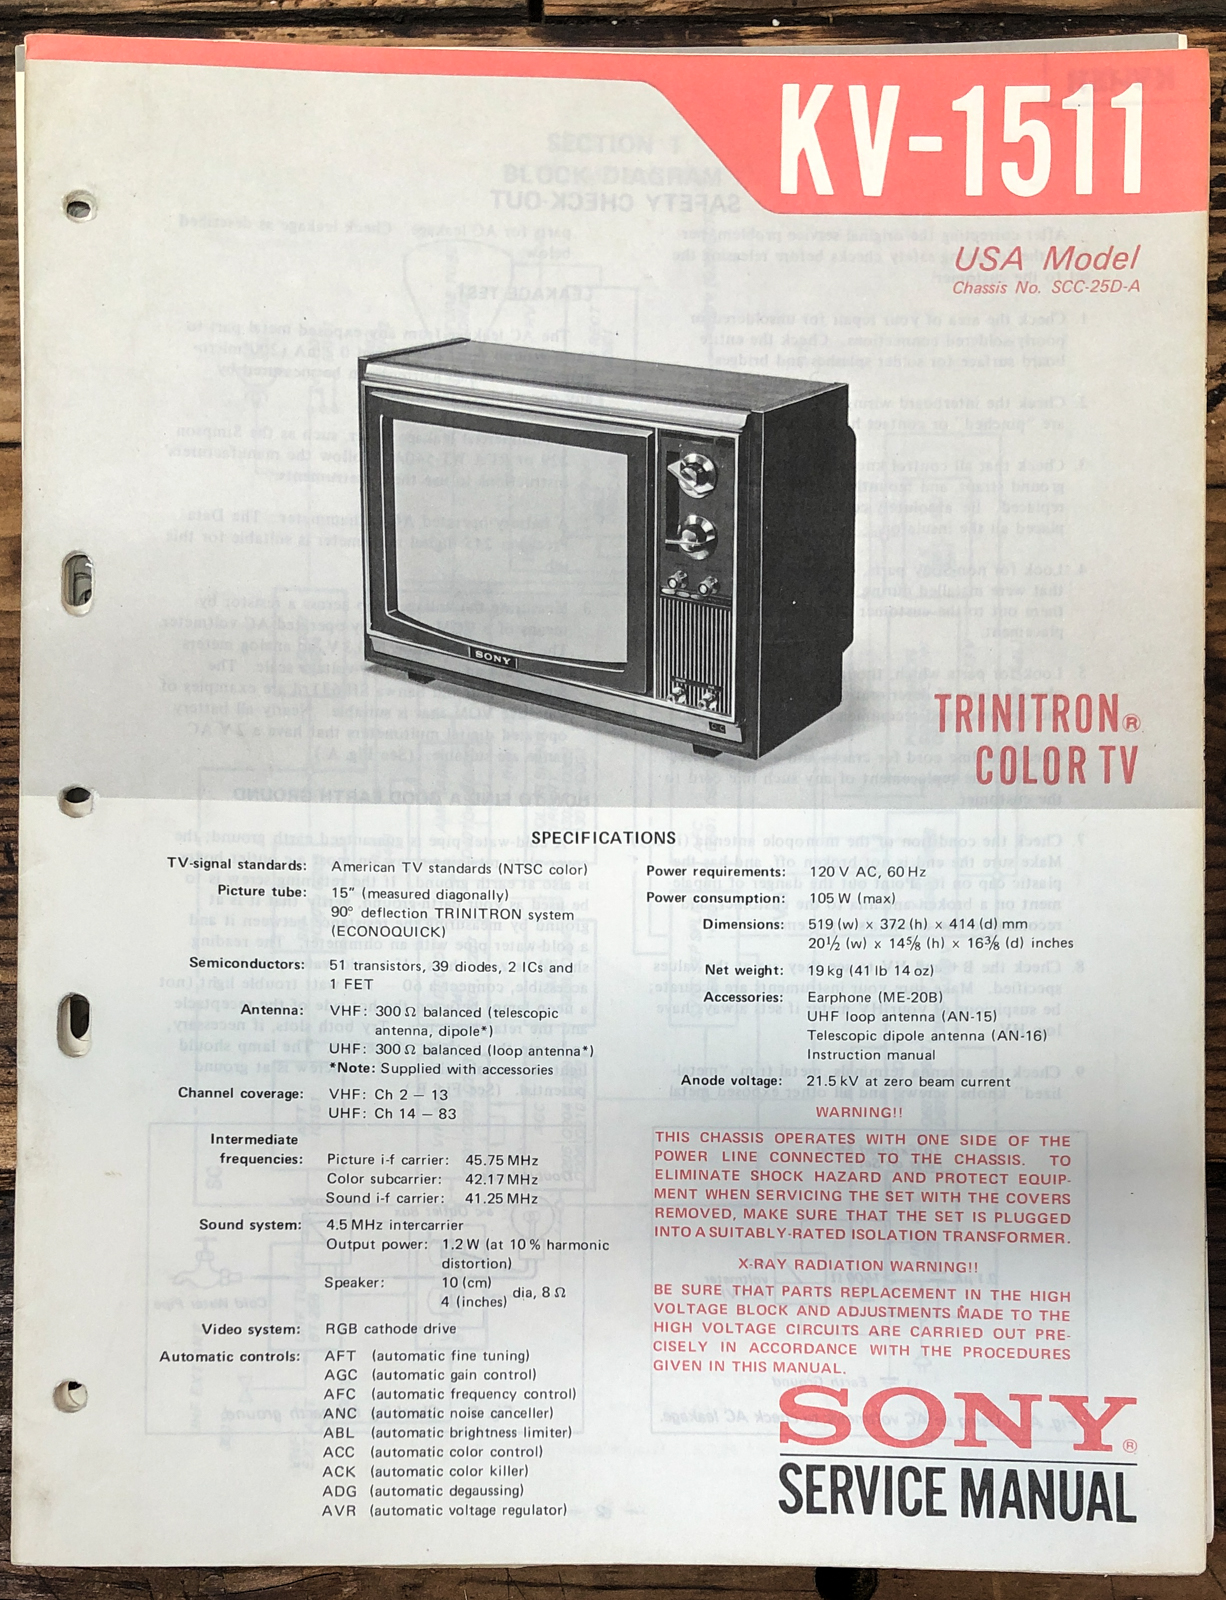 KV-1511
USA Model
Chassis No. SCC-25D-A
SONY
TRINITRON®
COLOR TV
SPECIFICATIONS
TV-signal standards: American TV standards (NTSC color)
Picture tube: 15" (measured diagonally)
90° deflection TRINITRON system
(ECONOQUICK)
Semiconductors: 51 transistors, 39 diodes, 2 ICs and
1 FET
Antenna: VHF: 300 Ω balanced (telescopic
antenna, dipole*)
UHF: 300 Ω balanced (loop antenna*)
*Note: Supplied with accessories
Channel coverage: VHF: Ch 2 – 13
UHF: Ch 14 – 83
Intermediate
frequencies: Picture i-f carrier: 45.75 MHz
Color subcarrier: 42.17 MHz
Sound i-f carrier: 41.25 MHz
Sound system: 4.5 MHz intercarrier
Output power: 1.2 W (at 10 % harmonic
distortion)
Speaker: 10 (cm)
4 (inches) dia, 8 Ω
Video system: RGB cathode drive
Automatic controls: AFT (automatic fine tuning)
AGC (automatic gain control)
AFC (automatic frequency control)
ANC (automatic noise canceller)
ABL (automatic brightness limiter)
ACC (automatic color control)
ACK (automatic color killer)
ADG (automatic degaussing)
AVR (automatic voltage regulator)
Power requirements: 120 V AC, 60 Hz
Power consumption: 105 W (max)
Dimensions: 519 (w) x 372 (h) x 414 (d) mm
20½ (w) x 14⅝ (h) x 16⅜ (d) inches
Net weight: 19 kg (41 lb 14 oz)
Accessories: Earphone (ME-20B)
UHF loop antenna (AN-15)
Telescopic dipole antenna (AN-16)
Instruction manual
Anode voltage: 21.5 kV at zero beam current
WARNING!!
THIS CHASSIS OPERATES WITH ONE SIDE OF THE
POWER LINE CONNECTED TO THE CHASSIS. TO
ELIMINATE SHOCK HAZARD AND PROTECT EQUIP-
MENT WHEN SERVICING THE SET WITH THE COVERS
REMOVED, MAKE SURE THAT THE SET IS PLUGGED
INTO A SUITABLY-RATED ISOLATION TRANSFORMER.
X-RAY RADIATION WARNING!!
BE SURE THAT PARTS REPLACEMENT IN THE HIGH
VOLTAGE BLOCK AND ADJUSTMENTS MADE TO THE
HIGH VOLTAGE CIRCUITS ARE CARRIED OUT PRE-
CISELY IN ACCORDANCE WITH THE PROCEDURES
GIVEN IN THIS MANUAL.
SONY®
SERVICE MANUAL